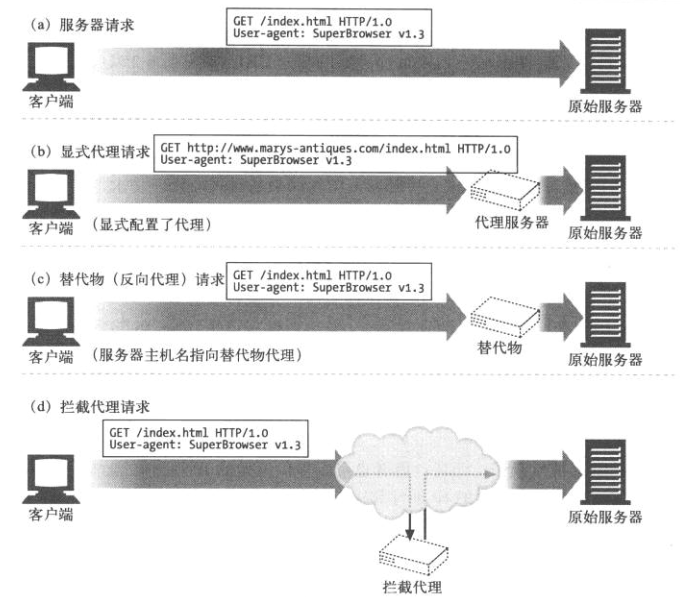 （a）服务器请求
GET /index.html HTTP/1.0
User-agent: SuperBrowser v1.3
客户端
原始服务器
（b）显式代理请求
GET http://www.marys-antiques.com/index.html HTTP/1.0
User-agent: SuperBrowser v1.3
客户端
（显式配置了代理）
代理服务器
原始服务器
（c）替代物（反向代理）请求
GET /index.html HTTP/1.0
User-agent: SuperBrowser v1.3
客户端
（服务器主机名指向替代物代理）
替代物
原始服务器
（d）拦截代理请求
GET /index.html HTTP/1.0
User-agent: SuperBrowser v1.3
客户端
原始服务器
拦截代理